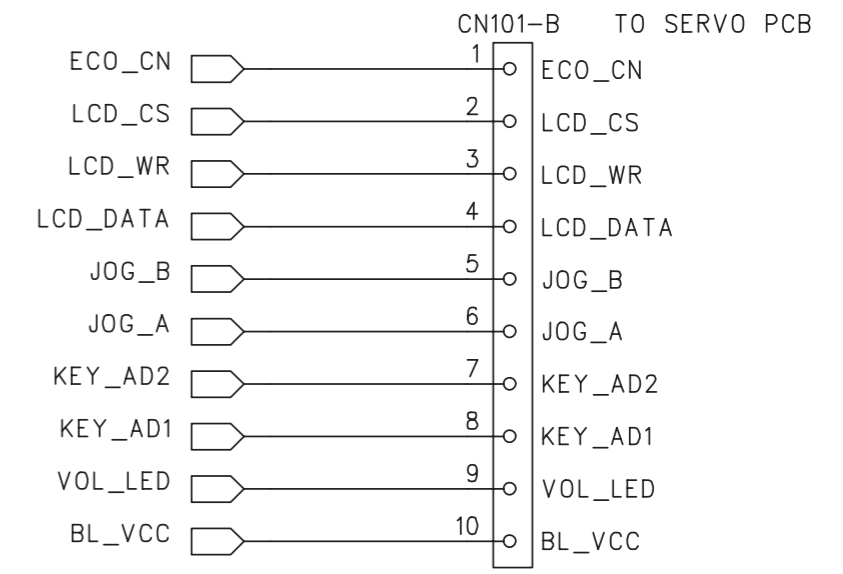 CN101-B TO SERVO PCB
ECO_CN 1 ECO_CN
LCD_CS 2 LCD_CS
LCD_WR 3 LCD_WR
LCD_DATA 4 LCD_DATA
JOG_B 5 JOG_B
JOG_A 6 JOG_A
KEY_AD2 7 KEY_AD2
KEY_AD1 8 KEY_AD1
VOL_LED 9 VOL_LED
BL_VCC 10 BL_VCC